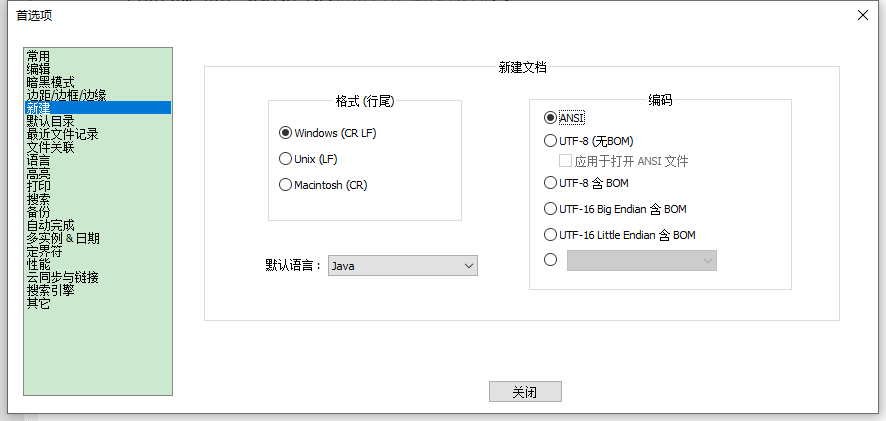 首选项
常用
编辑
暗黑模式
边距/边框/边缘
新建
默认目录
最近文件记录
文件关联
语言
高亮
打印
搜索
备份
自动完成
多实例 & 日期
定界符
性能
云同步与链接
搜索引擎
其它
新建文档
格式 (行尾)
Windows (CR LF)
Unix (LF)
Macintosh (CR)
默认语言：
Java
编码
ANSI
UTF-8 (无BOM)
应用于打开 ANSI 文件
UTF-8 含 BOM
UTF-16 Big Endian 含 BOM
UTF-16 Little Endian 含 BOM
关闭